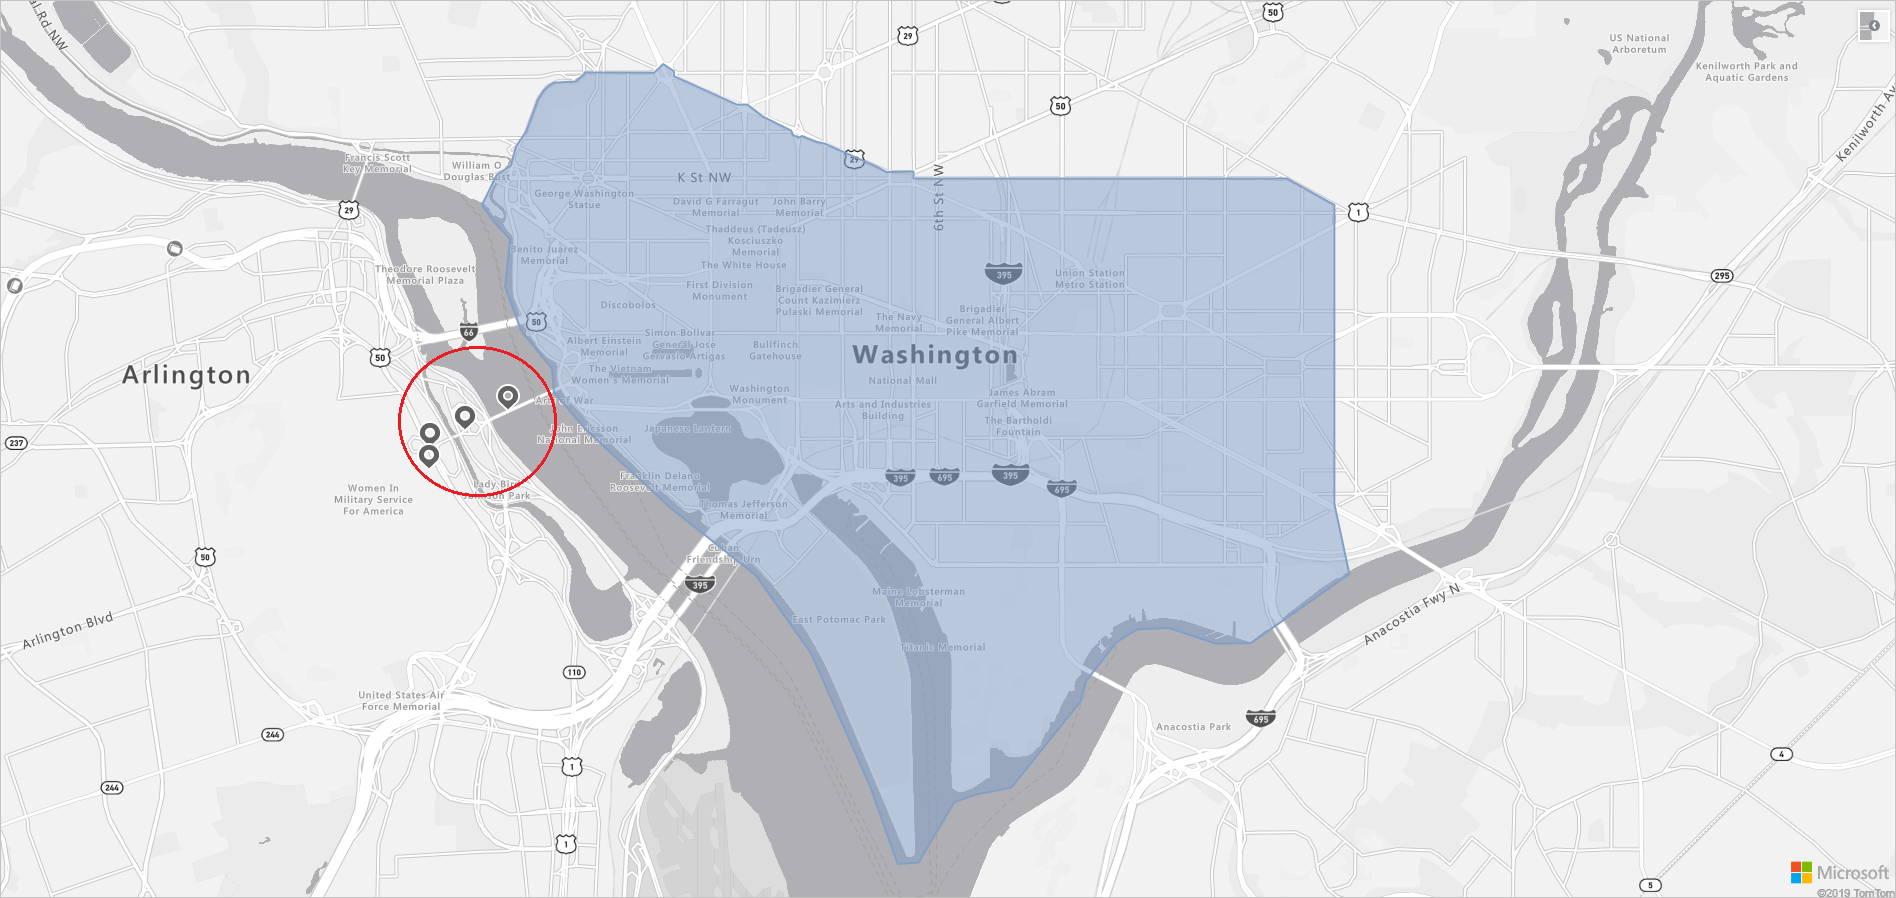 Rd NW
50
29
US National
Arboretum
Kenilworth Park and
Aquatic Gardens
50
Kenilworth Av
Francis Scott
Key Memorial
William O
Douglas Bust
29
K St NW
6th St NW
George Washington
Statue
David G Farragut
Memorial
John Barry
Memorial
29
1
Thaddeus (Tadeusz)
Kosciuszko
Memorial
Benito Juarez
Memorial
The White House
Theodore Roosevelt
Memorial Plaza
395
Union Station
Metro Station
295
First Division
Monument
Brigadier General
Count Kazimierz
Pulaski Memorial
Discobolos
Brigadier
General Albert
Pike Memorial
The Navy
Memorial
50
66
Simon Bolivar
General José
Gervasio Artigas
Albert Einstein
Memorial
Bullfinch
Gatehouse
Washington
50
Arlington
The Vietnam
Women's Memorial
National Mall
Washington
Monument
James Abram
Garfield Memorial
Arts of War
Arts and Industries
Building
The Bartholdi
Fountain
237
John Ericsson
National Memorial
Japanese Lantern
Franklin Delano
Roosevelt Memorial
395
695
395
695
Women In
Military Service
For America
Lady Bird
Johnson Park
Thomas Jefferson
Memorial
50
Cuban
Friendship Urn
395
Maine Lobsterman
Memorial
East Potomac Park
Anacostia Fwy N
Arlington Blvd
Titanic Memorial
110
United States Air
Force Memorial
695
Anacostia Park
244
4
1
244
1
Microsoft
5
©2019 TomTom